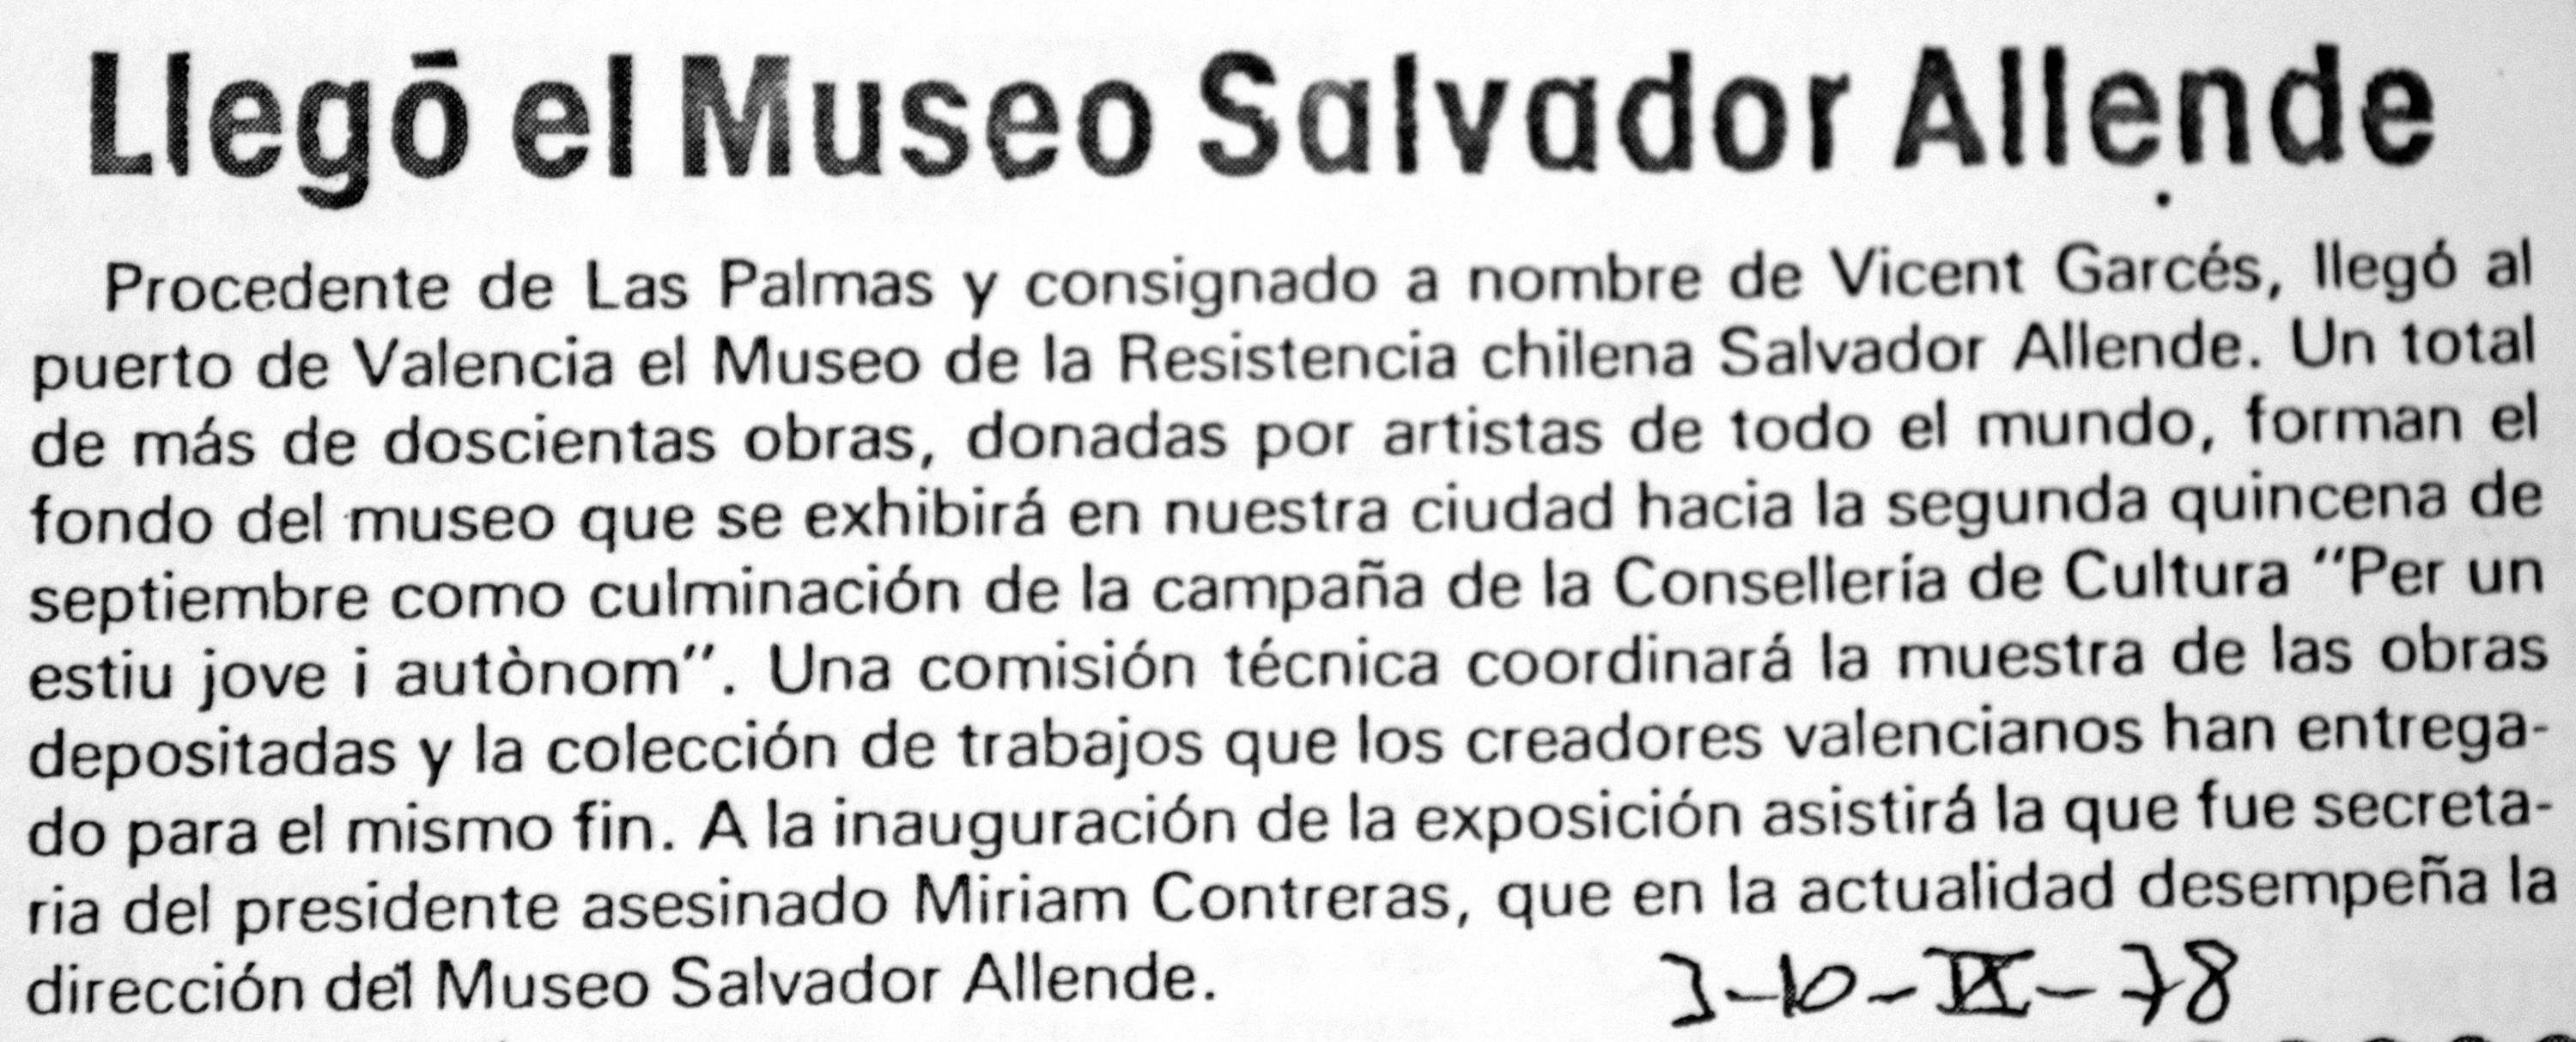 Llegó el Museo Salvador Allende
Procedente de Las Palmas y consignado a nombre de Vicent Garcés, llegó al
puerto de Valencia el Museo de la Resistencia chilena Salvador Allende. Un total
de más de doscientas obras, donadas por artistas de todo el mundo, forman el
fondo del museo que se exhibirá en nuestra ciudad hacia la segunda quincena de
septiembre como culminación de la campaña de la Consellería de Cultura "Per un
estiu jove i autònom". Una comisión técnica coordinará la muestra de las obras
depositadas y la colección de trabajos que los creadores valencianos han entrega-
do para el mismo fin. A la inauguración de la exposición asistirá la que fue secreta-
ria del presidente asesinado Miriam Contreras, que en la actualidad desempeña la
dirección del Museo Salvador Allende.
3-10-IX-78